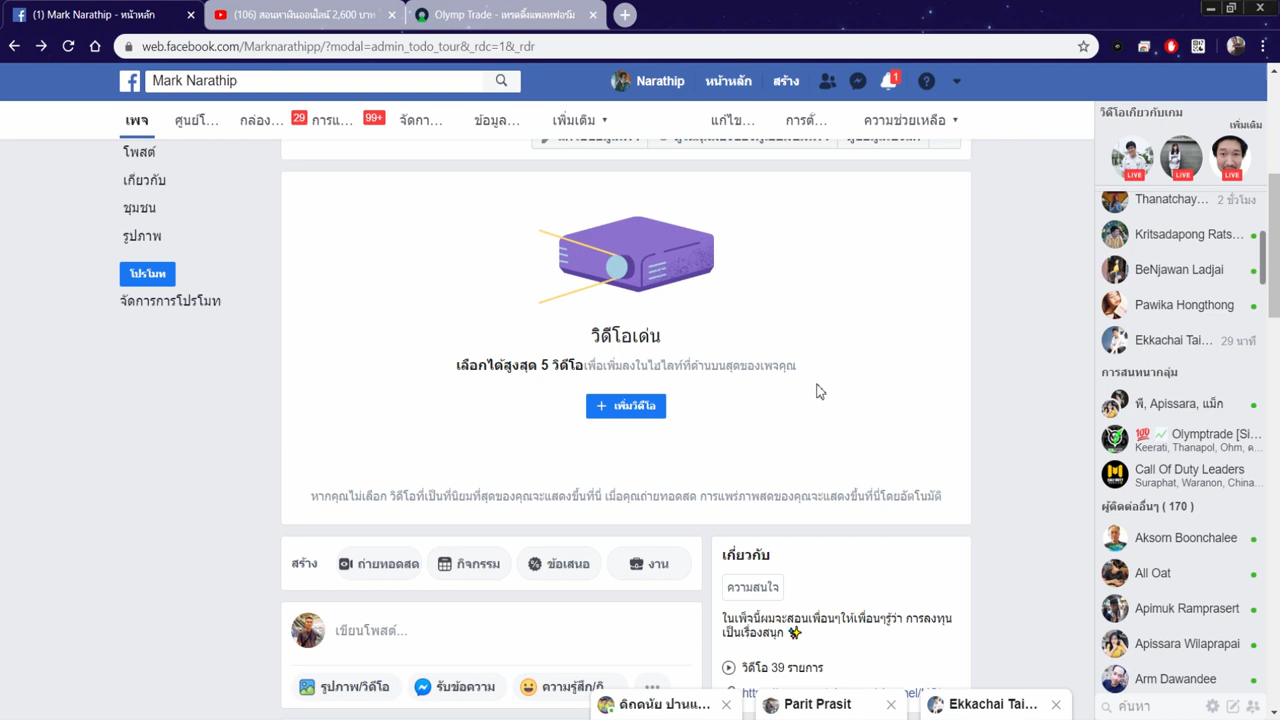 (1) Mark Narathip - หน้าหลัก
(106) สอนหาเงินออนไลน์ 2,600 บาท
Olymp Trade - เทรดดิ้งแพลทฟอร์ม
web.facebook.com/Marknarathipp/?modal=admin_todo_tour&_rdc=1&_rdr
Mark Narathip
Narathip
หน้าหลัก
สร้าง
1
เพจ
ศูนย์โ...
กล่อง...
29
การแ...
99+
จัดกา...
ข้อมูล...
เพิ่มเติม
แก้ไข...
การตั้...
ความช่วยเหลือ
โพสต์
เกี่ยวกับ
ชุมชน
รูปภาพ
โปรโมท
จัดการการโปรโมท
วิดีโอเด่น
เลือกได้สูงสุด 5 วิดีโอเพื่อเพิ่มลงในไฮไลท์ที่ด้านบนสุดของเพจคุณ
+ เพิ่มวิดีโอ
หากคุณไม่เลือก วิดีโอที่เป็นที่นิยมที่สุดของคุณจะแสดงขึ้นที่นี่ เมื่อคุณถ่ายทอดสด การแพร่ภาพสดของคุณจะแสดงขึ้นที่นี่โดยอัตโนมัติ
สร้าง
ถ่ายทอดสด
กิจกรรม
ข้อเสนอ
งาน
เขียนโพสต์...
รูปภาพ/วิดีโอ
รับข้อความ
ความรู้สึก/กิ
...
เกี่ยวกับ
ความสนใจ
ในเพ็จนี้ผมจะสอนเพื่อนๆให้เพื่อนๆรู้ว่า การลงทุน
เป็นเรื่องสนุก ✨
วิดีโอ 39 รายการ
วิดีโอเกี่ยวกับเกม
เพิ่มเติม
LIVE
LIVE
LIVE
Thanatchay... 2 ชั่วโมง
Kritsadapong Rats...
BeNjawan Ladjai
Pawika Hongthong
Ekkachai Tai... 29 นาที
การสนทนากลุ่ม
พี, Apissara, แม็ก
💯 📈 Olymptrade [Si...
Keerati, Thanapol, Ohm, ค...
Call Of Duty Leaders
Suraphat, Waranon, China...
ผู้ติดต่ออื่นๆ ( 170 )
Aksorn Boonchalee
All Oat
Apimuk Ramprasert
Apissara Wilaprapai
Arm Dawandee
ค้นหา
ดิถดนัย ปานแ...
Parit Prasit
Ekkachai Tai...